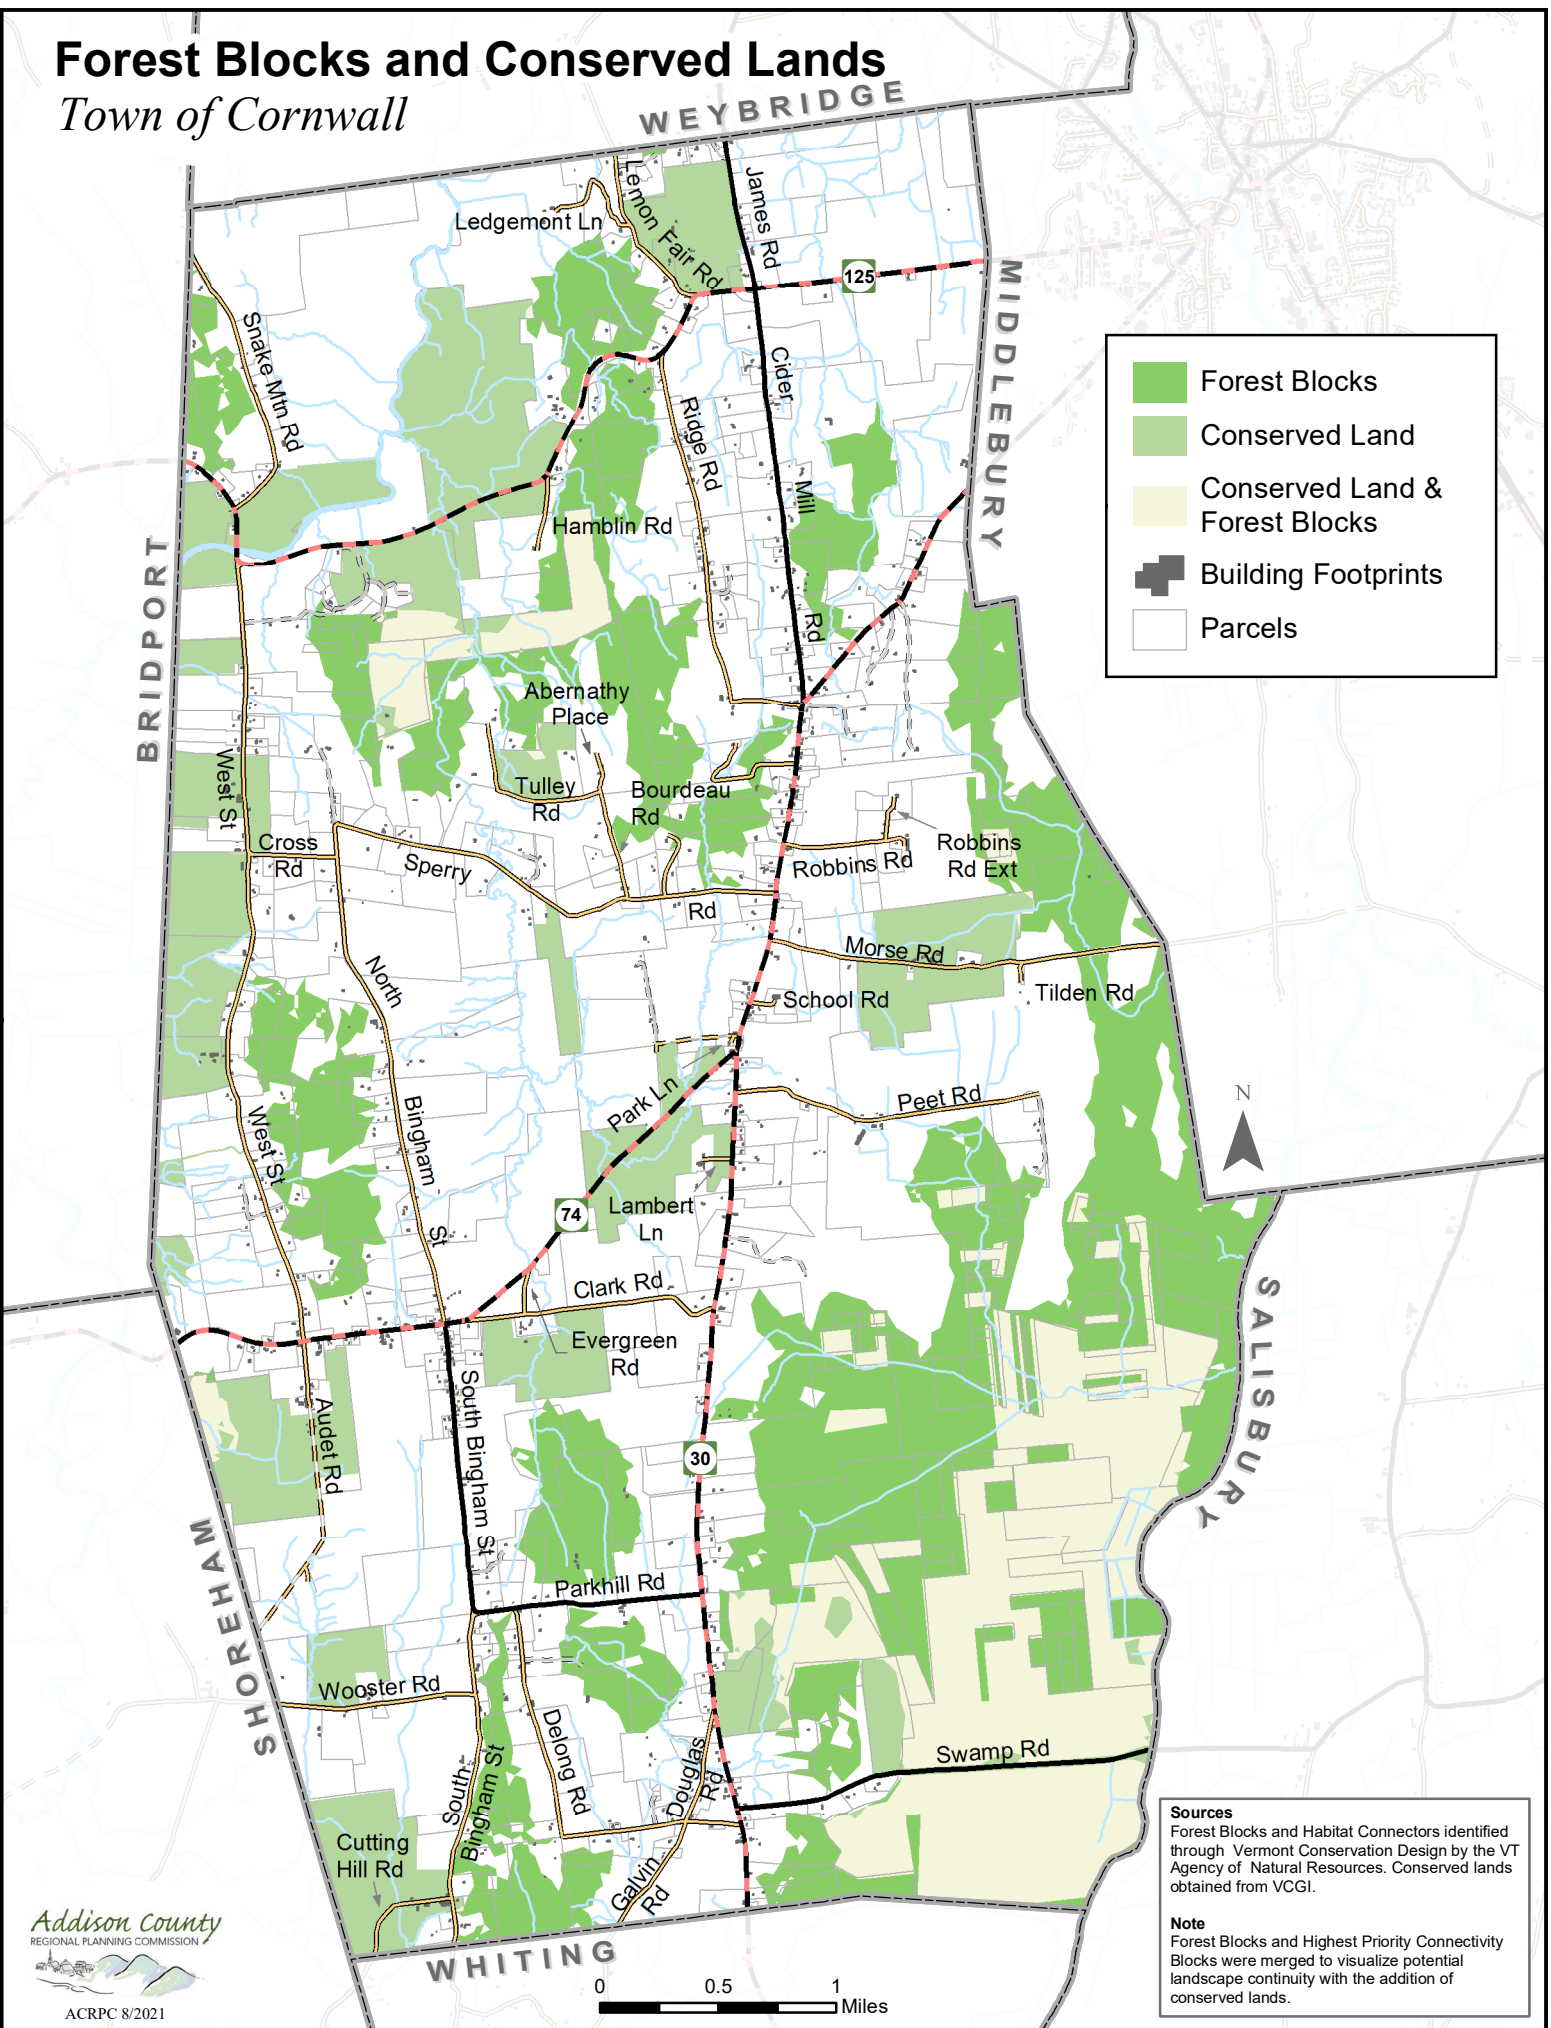 Forest Blocks and Conserved Lands
Town of Cornwall
WEYBRIDGE
Ledgemont Ln
Lemon Fair Rd
James Rd
125
MIDDLEBURY
Snake Mtn Rd
Cider
Mill
Rd
Ridge Rd
Forest Blocks
Conserved Land
Conserved Land &
Forest Blocks
Building Footprints
Parcels
Hamblin Rd
BRIDPORT
Abernathy
Place
West St
Tulley
Rd
Bourdeau
Rd
Cross
Rd
Sperry
Rd
Robbins Rd
Robbins
Rd Ext
Morse Rd
North
Bingham
St
School Rd
Tilden Rd
Park Ln
Peet Rd
N
West St
74
Lambert
Ln
Clark Rd
Evergreen
Rd
SALISBURY
Audet Rd
South Bingham St
30
SHOREHAM
Parkhill Rd
Wooster Rd
Delong Rd
Douglas
Rd
Swamp Rd
South
Bingham St
Cutting
Hill Rd
Galvin
Rd
WHITING
Sources
Forest Blocks and Habitat Connectors identified
through Vermont Conservation Design by the VT
Agency of Natural Resources. Conserved lands
obtained from VCGI.
Note
Forest Blocks and Highest Priority Connectivity
Blocks were merged to visualize potential
landscape continuity with the addition of
conserved lands.
Addison County
REGIONAL PLANNING COMMISSION
ACRPC 8/2021
0 0.5 1
Miles